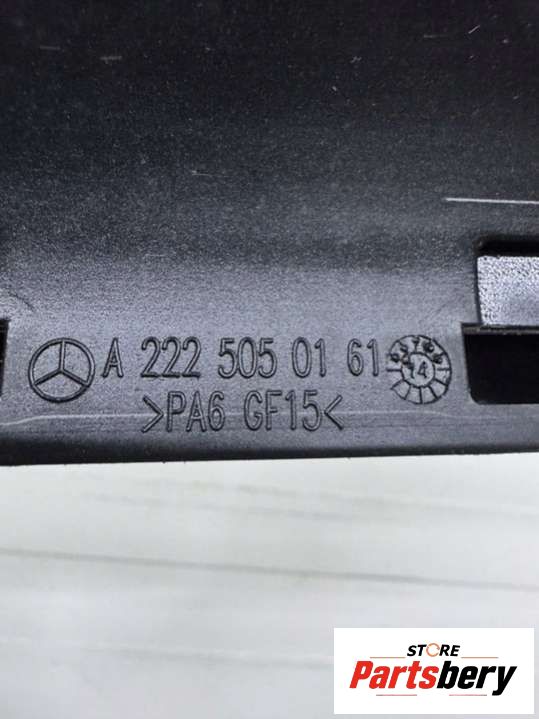 A 222 505 01 61
14
>PA6 GF15<
STORE
Partsbery